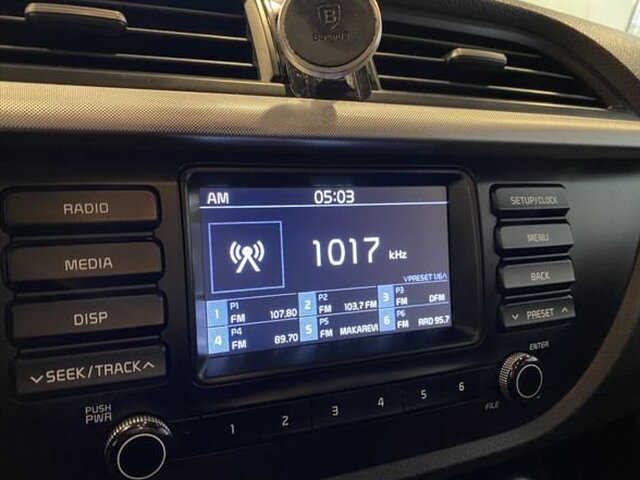 Baseus
AM 05:03
1017 kHz
PRESET 1/6
1 P1 FM 107.80 2 P2 FM 103,7 FM 3 P3 FM DFM
4 P4 FM 89.70 5 P5 FM MAKAREVI 6 P6 FM RRD 95.7
RADIO
MEDIA
DISP
SEEK/TRACK
PUSH
PWR
1 2 3 4 5 6
SETUP/CLOCK
MENU
BACK
PRESET
ENTER
FILE